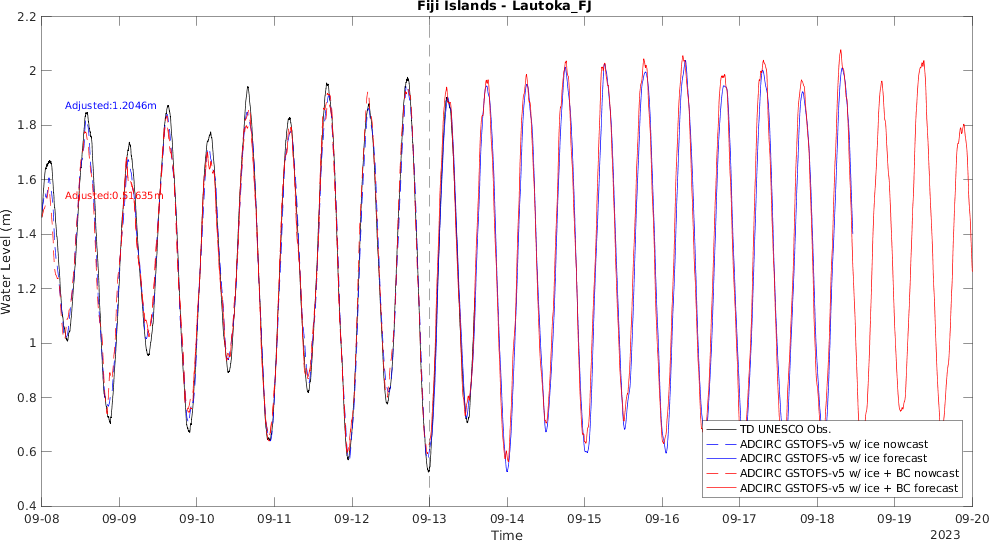 Fiji Islands - Lautoka_FJ
2.2
2
1.8
1.6
1.4
1.2
1
0.8
0.6
0.4
Water Level (m)
Adjusted:1.2046m
Adjusted:0.51635m
TD UNESCO Obs.
ADCIRC GSTOFS-v5 w/ ice nowcast
ADCIRC GSTOFS-v5 w/ ice forecast
ADCIRC GSTOFS-v5 w/ ice + BC nowcast
ADCIRC GSTOFS-v5 w/ ice + BC forecast
09-08 09-09 09-10 09-11 09-12 09-13 09-14 09-15 09-16 09-17 09-18 09-19 09-20
Time
2023